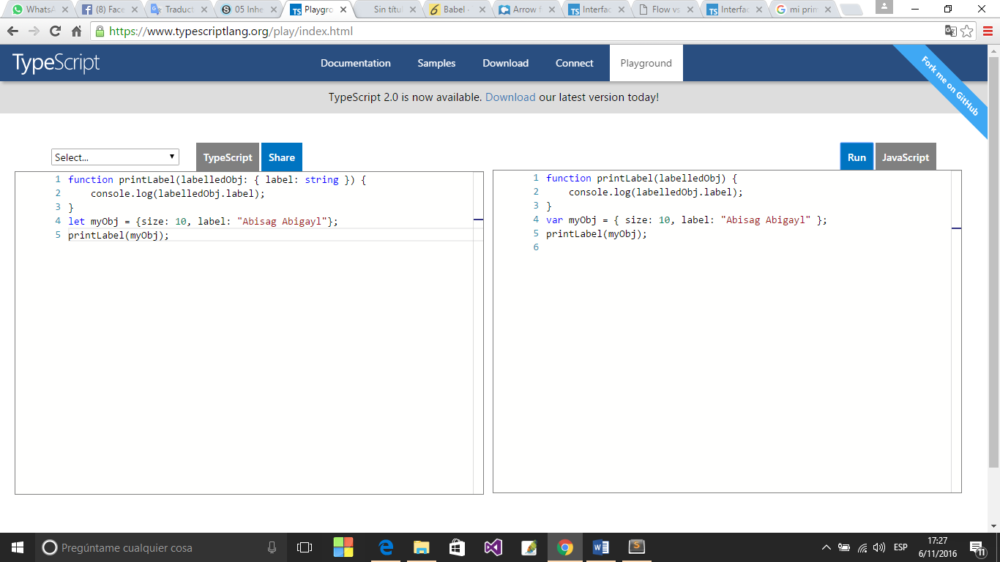 WhatsA
(8) Face
Traduct
05 Inhe
Playgro
Sin títul
Babel ·
Arrow f
Interfac
Flow vs
Interfac
mi prim
https://www.typescriptlang.org/play/index.html
TypeScript
Documentation
Samples
Download
Connect
Playground
Fork me on GitHub
TypeScript 2.0 is now available. Download our latest version today!
Select...
TypeScript
Share
Run
JavaScript
1 function printLabel(labelledObj: { label: string }) {
2 console.log(labelledObj.label);
3 }
4 let myObj = {size: 10, label: "Abisag Abigayl"};
5 printLabel(myObj);
1 function printLabel(labelledObj) {
2 console.log(labelledObj.label);
3 }
4 var myObj = { size: 10, label: "Abisag Abigayl" };
5 printLabel(myObj);
6
Pregúntame cualquier cosa
ESP
17:27
6/11/2016
11